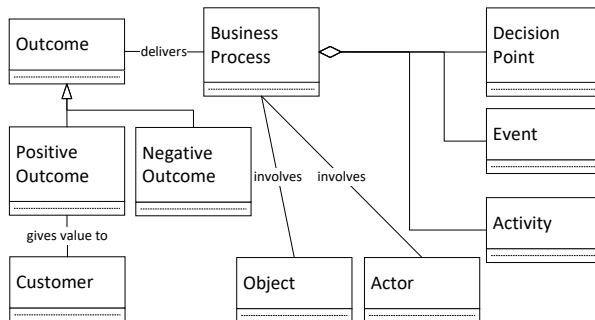 Outcome
delivers
Business
Process
Decision
Point
Event
Positive
Outcome
Negative
Outcome
involves
involves
Activity
gives value to
Customer
Object
Actor